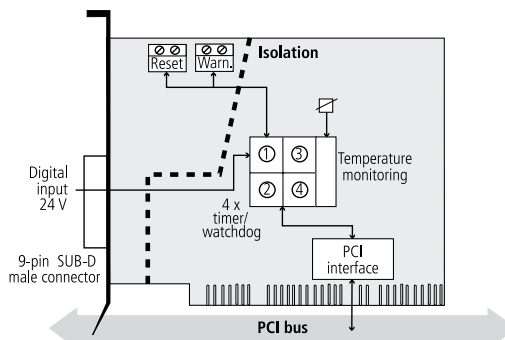 Isolation
Reset
Warn.
① ③
② ④
Temperature
monitoring
Digital
input
24 V
4 x
timer/
watchdog
9-pin SUB-D
male connector
PCI
interface
PCI bus